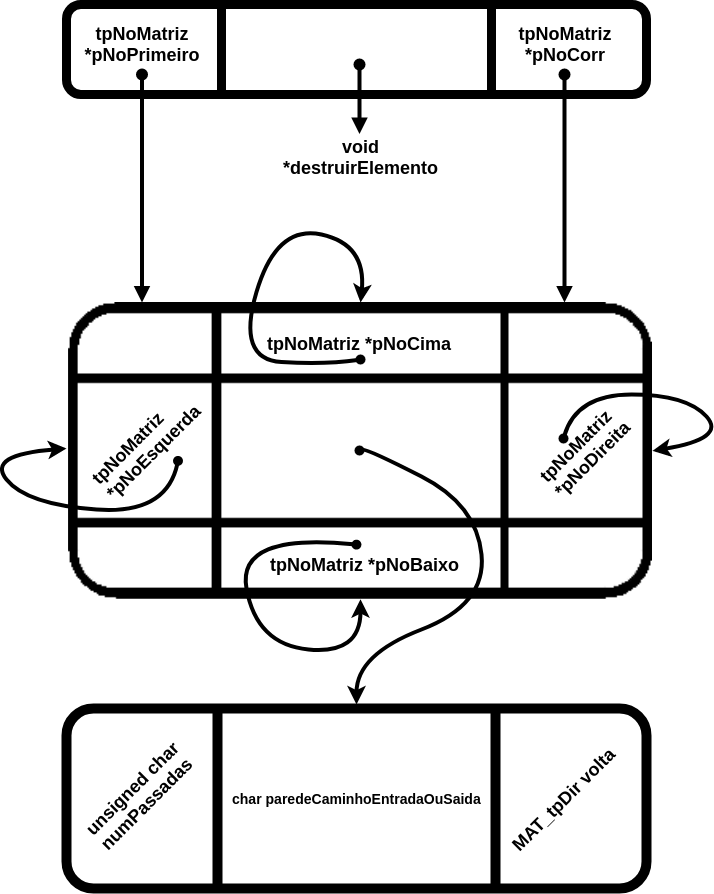 tpNoMatriz
*pNoPrimeiro
tpNoMatriz
*pNoCorr
void
*destruirElemento
tpNoMatriz *pNoCima
tpNoMatriz
*pNoEsquerda
tpNoMatriz
*pNoDireita
tpNoMatriz *pNoBaixo
unsigned char
numPassadas
char paredeCaminhoEntradaOuSaida
MAT_tpDir volta